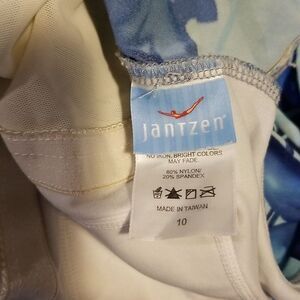 Jantzen
NO IRON. BRIGHT COLORS
MAY FADE.
80% NYLON/
20% SPANDEX
MADE IN TAIWAN
10